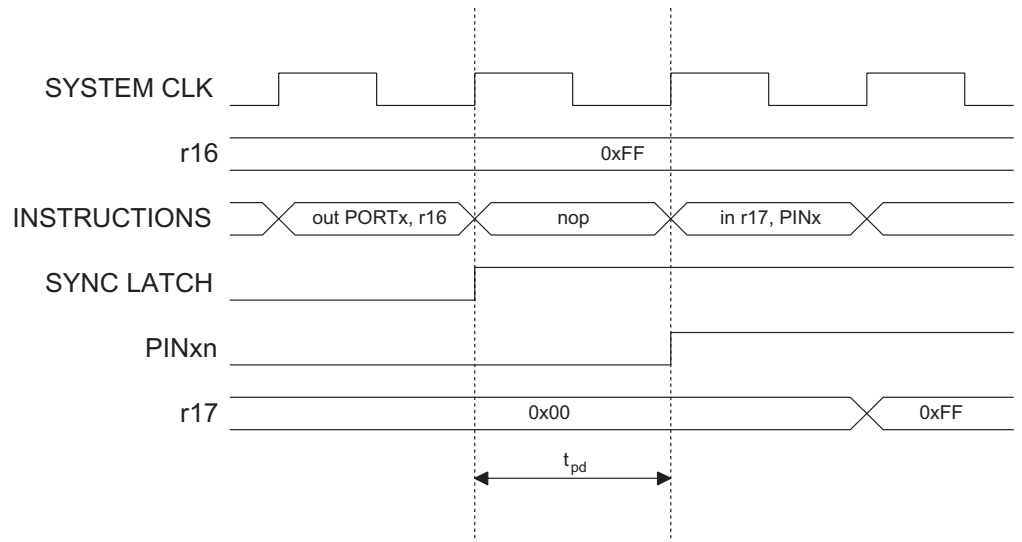 SYSTEM CLK
r16
0xFF
INSTRUCTIONS
out PORTx, r16
nop
in r17, PINx
SYNC LATCH
PINxn
r17
0x00
0xFF
tpd